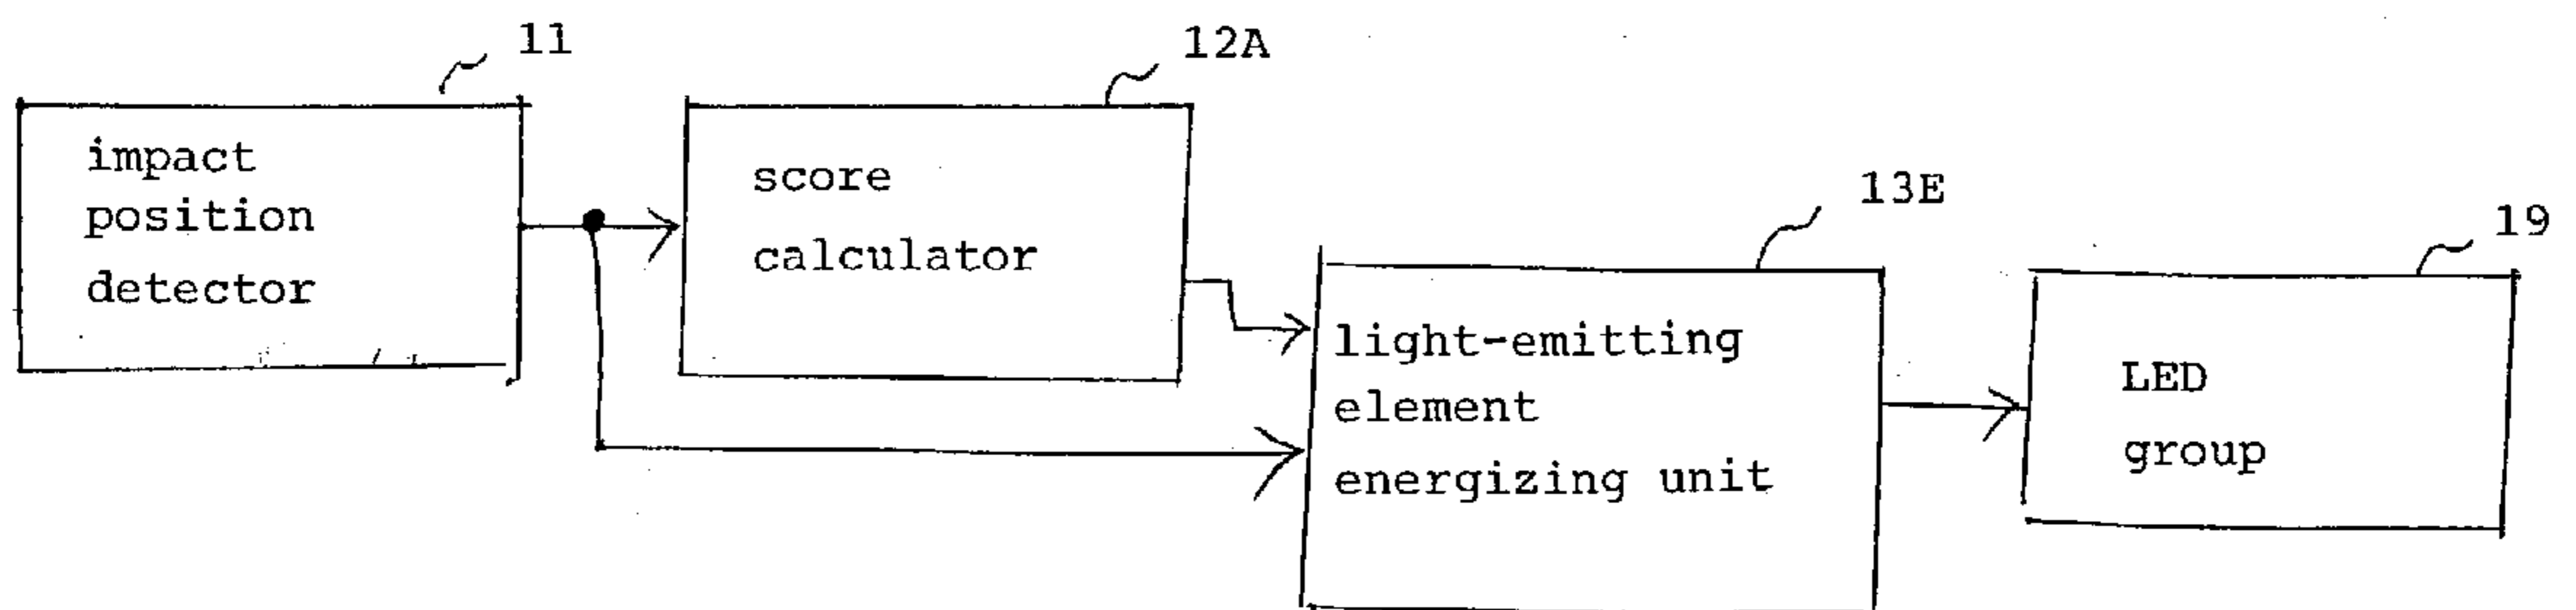 11
impact
position
detector
12A
score
calculator
13E
light-emitting
element
energizing unit
19
LED
group